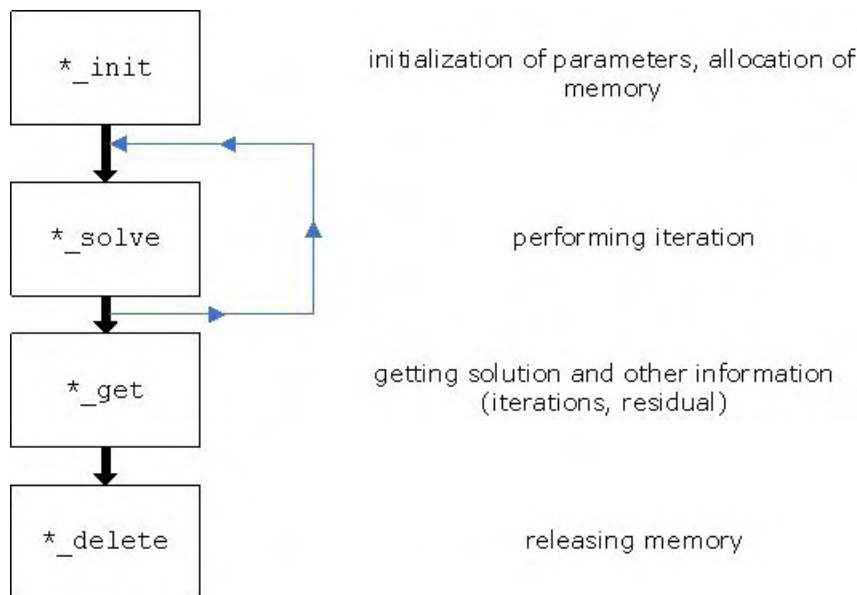 *_init
initialization of parameters, allocation of
memory
*_solve
performing iteration
*_get
getting solution and other information
(iterations, residual)
*_delete
releasing memory